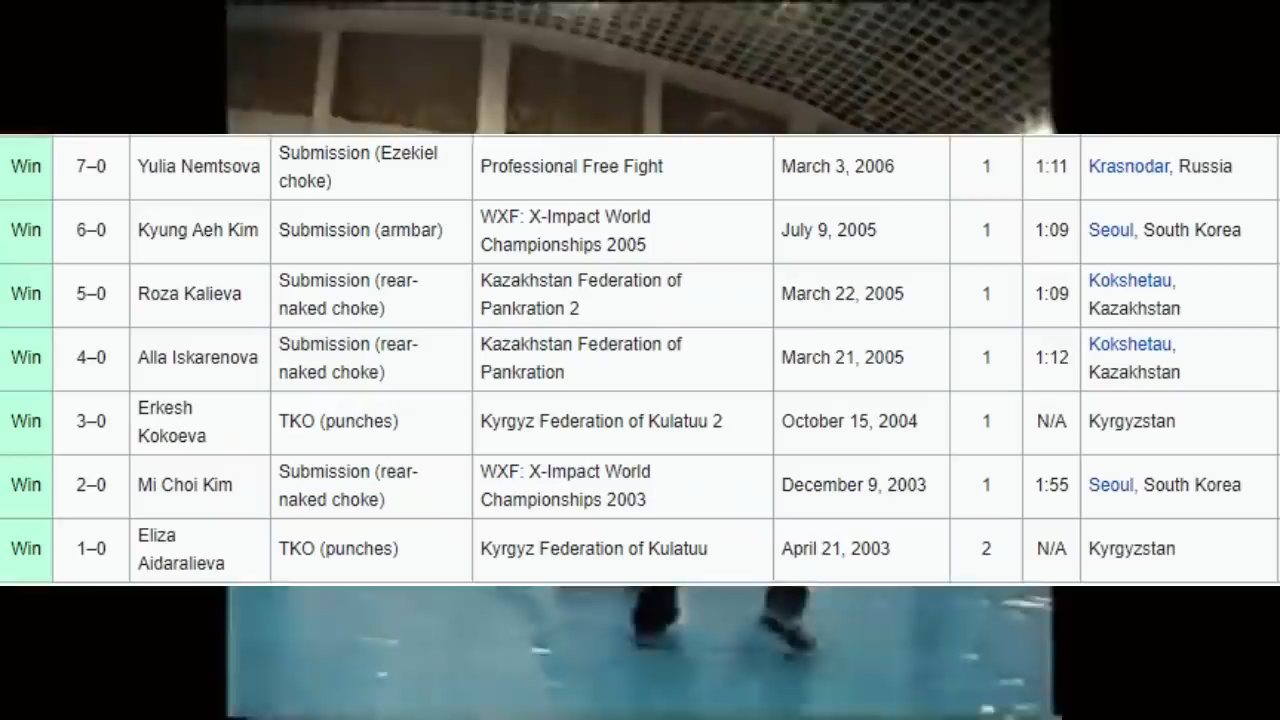 Win 7–0 Yulia Nemtsova Submission (Ezekiel choke) Professional Free Fight March 3, 2006 1 1:11 Krasnodar, Russia
Win 6–0 Kyung Aeh Kim Submission (armbar) WXF: X-Impact World Championships 2005 July 9, 2005 1 1:09 Seoul, South Korea
Win 5–0 Roza Kalieva Submission (rear-naked choke) Kazakhstan Federation of Pankration 2 March 22, 2005 1 1:09 Kokshetau, Kazakhstan
Win 4–0 Alla Iskarenova Submission (rear-naked choke) Kazakhstan Federation of Pankration March 21, 2005 1 1:12 Kokshetau, Kazakhstan
Win 3–0 Erkesh Kokoeva TKO (punches) Kyrgyz Federation of Kulatuu 2 October 15, 2004 1 N/A Kyrgyzstan
Win 2–0 Mi Choi Kim Submission (rear-naked choke) WXF: X-Impact World Championships 2003 December 9, 2003 1 1:55 Seoul, South Korea
Win 1–0 Eliza Aidaralieva TKO (punches) Kyrgyz Federation of Kulatuu April 21, 2003 2 N/A Kyrgyzstan